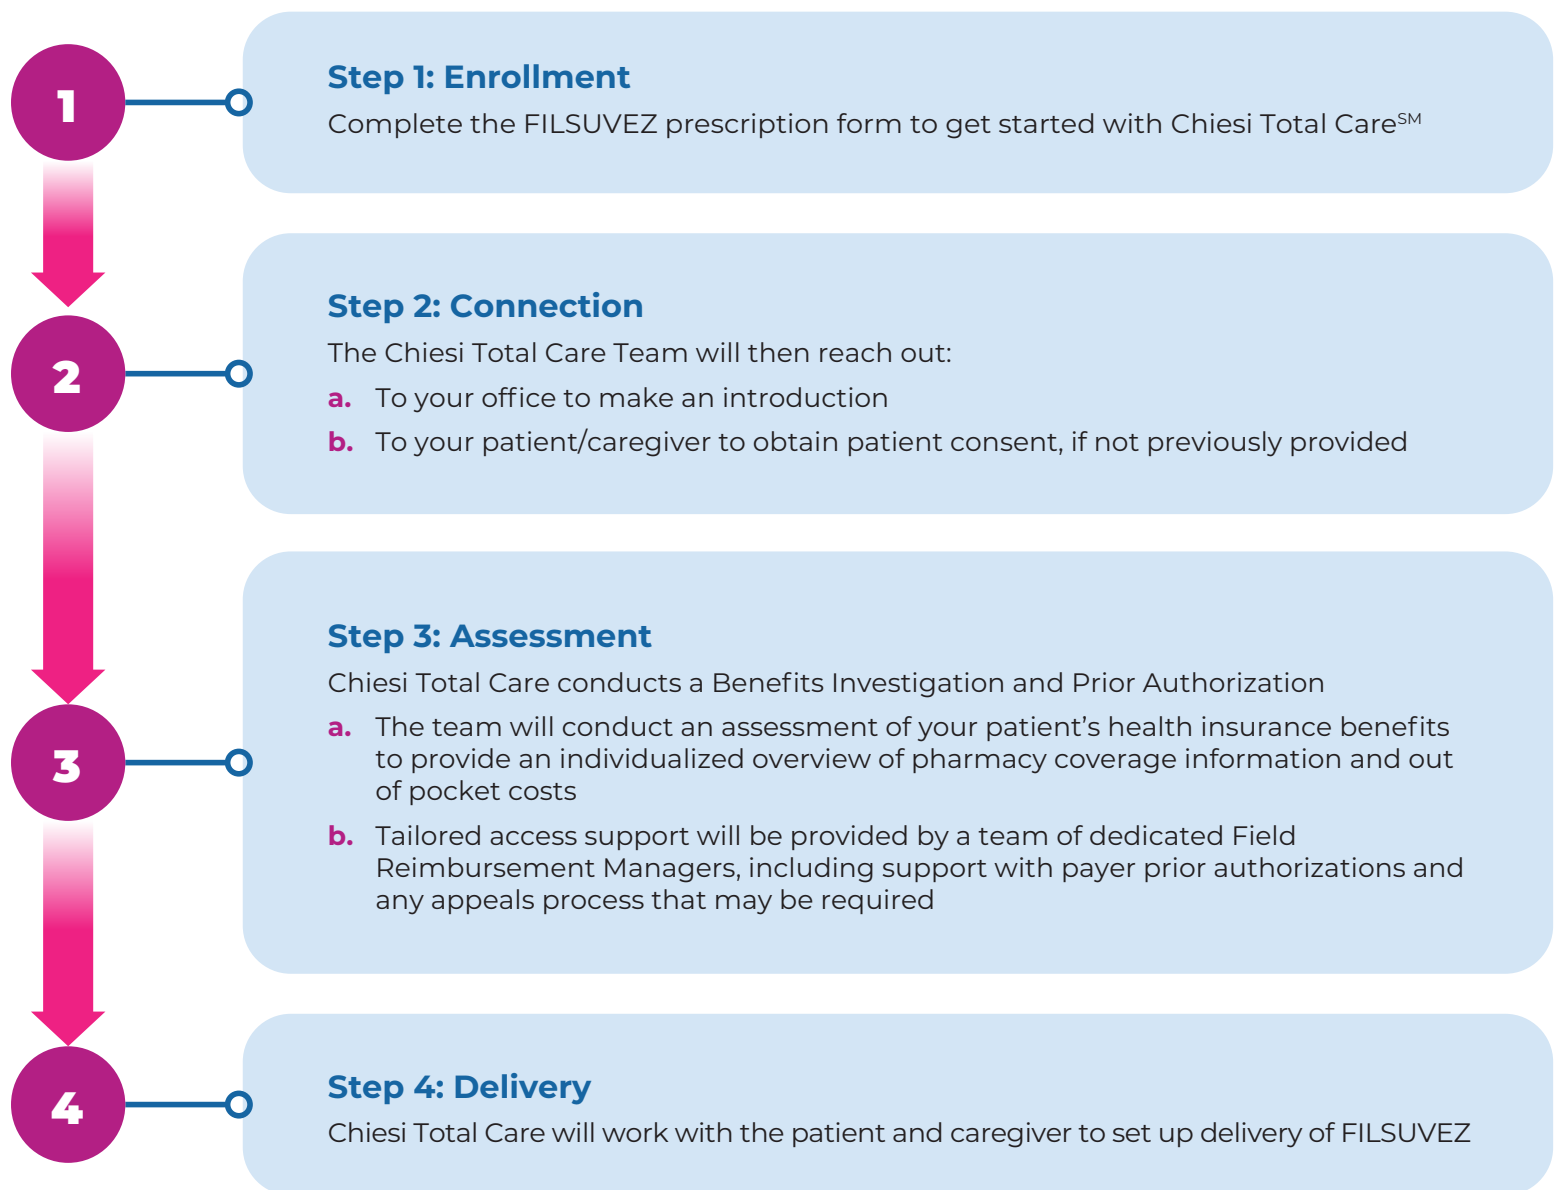 1
Step 1: Enrollment
Complete the FILSUVEZ prescription form to get started with Chiesi Total Care℠
2
Step 2: Connection
The Chiesi Total Care Team will then reach out:
a. To your office to make an introduction
b. To your patient/caregiver to obtain patient consent, if not previously provided
3
Step 3: Assessment
Chiesi Total Care conducts a Benefits Investigation and Prior Authorization
a. The team will conduct an assessment of your patient’s health insurance benefits
to provide an individualized overview of pharmacy coverage information and out
of pocket costs
b. Tailored access support will be provided by a team of dedicated Field
Reimbursement Managers, including support with payer prior authorizations and
any appeals process that may be required
4
Step 4: Delivery
Chiesi Total Care will work with the patient and caregiver to set up delivery of FILSUVEZ